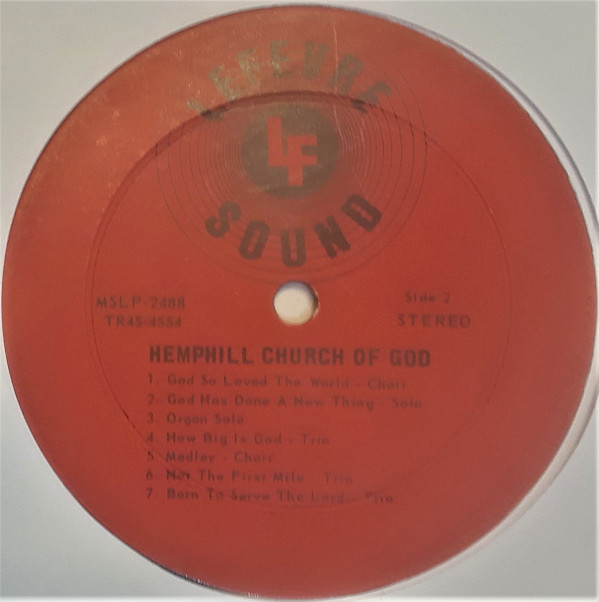 LEFEVRE
LF
SOUND
MSLP-2488
Side 2
TR45-4554
STEREO
HEMPHILL CHURCH OF GOD
1. God So Loved The World - Choir
2. God Has Done A New Thing - Solo
3. Organ Solo
4. How Big Is God - Trio
5. Medley - Choir
6. Not The First Mile - Trio
7. Born To Serve The Lord - Trio